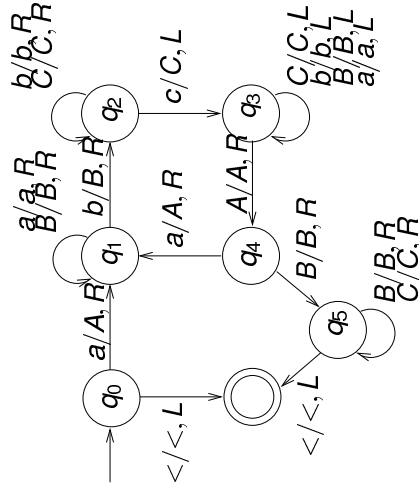 b/b, R
C/C, R
a/a, R
B/B, R
q2
c/C, L
q3
C/C, L
b/b, L
B/B, L
a/a, L
b/B, R
A/A, R
q1
a/A, R
q4
B/B, R
a/A, R
q5
B/B, R
C/C, R
q0
</<, L
</<, L